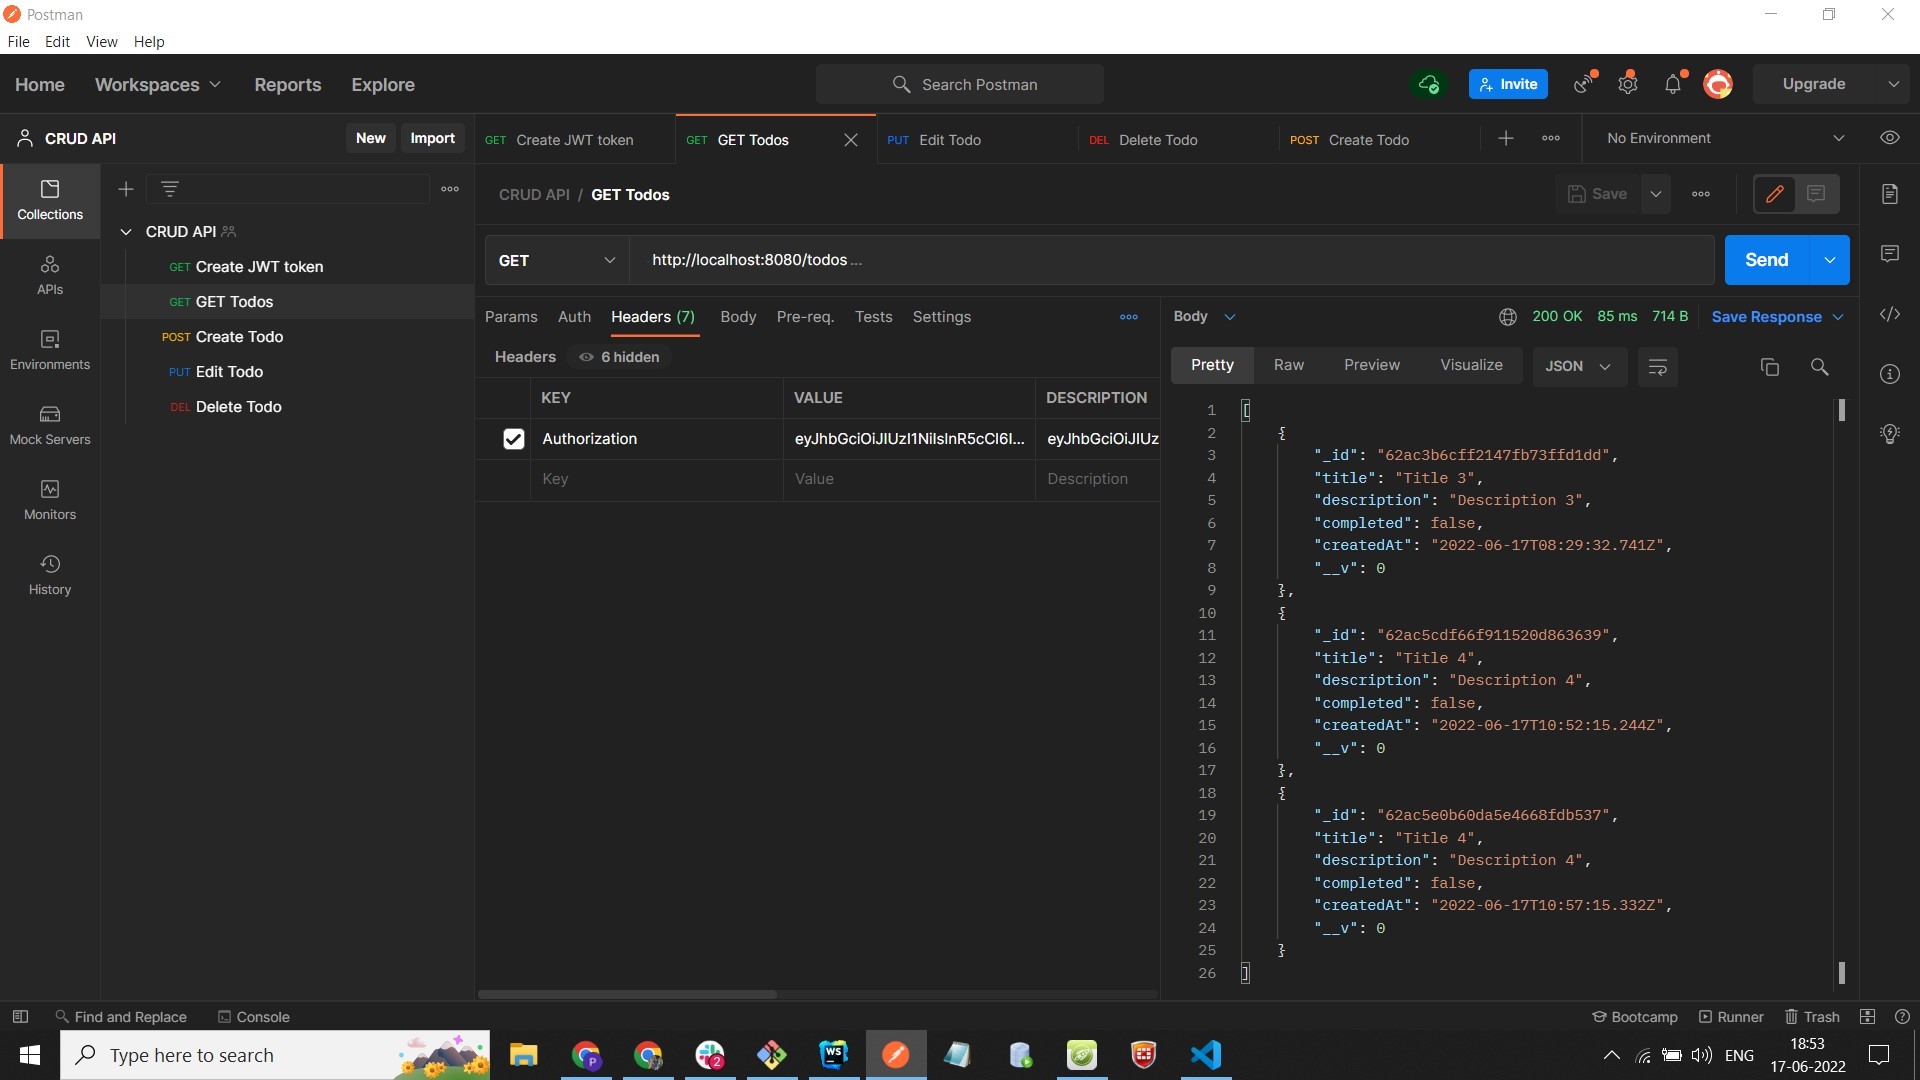 Postman
File Edit View Help
Home Workspaces Reports Explore Search Postman Invite Upgrade
CRUD API New Import
GET Create JWT token GET GET Todos PUT Edit Todo DEL Delete Todo POST Create Todo No Environment
Collections
APIs
Environments
Mock Servers
Monitors
History
CRUD API
GET Create JWT token
GET GET Todos
POST Create Todo
PUT Edit Todo
DEL Delete Todo
CRUD API / GET Todos Save
GET http://localhost:8080/todos ... Send
Params Auth Headers (7) Body Pre-req. Tests Settings
Headers 6 hidden
KEY VALUE DESCRIPTION
Authorization eyJhbGciOiJIUzI1NiIsInR5cCI6I... eyJhbGciOiJIUz
Key Value Description
Body 200 OK 85 ms 714 B Save Response
Pretty Raw Preview Visualize JSON
1 [
2 {
3 "_id": "62ac3b6cff2147fb73ffd1dd",
4 "title": "Title 3",
5 "description": "Description 3",
6 "completed": false,
7 "createdAt": "2022-06-17T08:29:32.741Z",
8 "__v": 0
9 },
10 {
11 "_id": "62ac5cdf66f911520d863639",
12 "title": "Title 4",
13 "description": "Description 4",
14 "completed": false,
15 "createdAt": "2022-06-17T10:52:15.244Z",
16 "__v": 0
17 },
18 {
19 "_id": "62ac5e0b60da5e4668fdb537",
20 "title": "Title 4",
21 "description": "Description 4",
22 "completed": false,
23 "createdAt": "2022-06-17T10:57:15.332Z",
24 "__v": 0
25 }
26 ]
Find and Replace Console Bootcamp Runner Trash
Type here to search P 2 WS ENG 18:53
17-06-2022